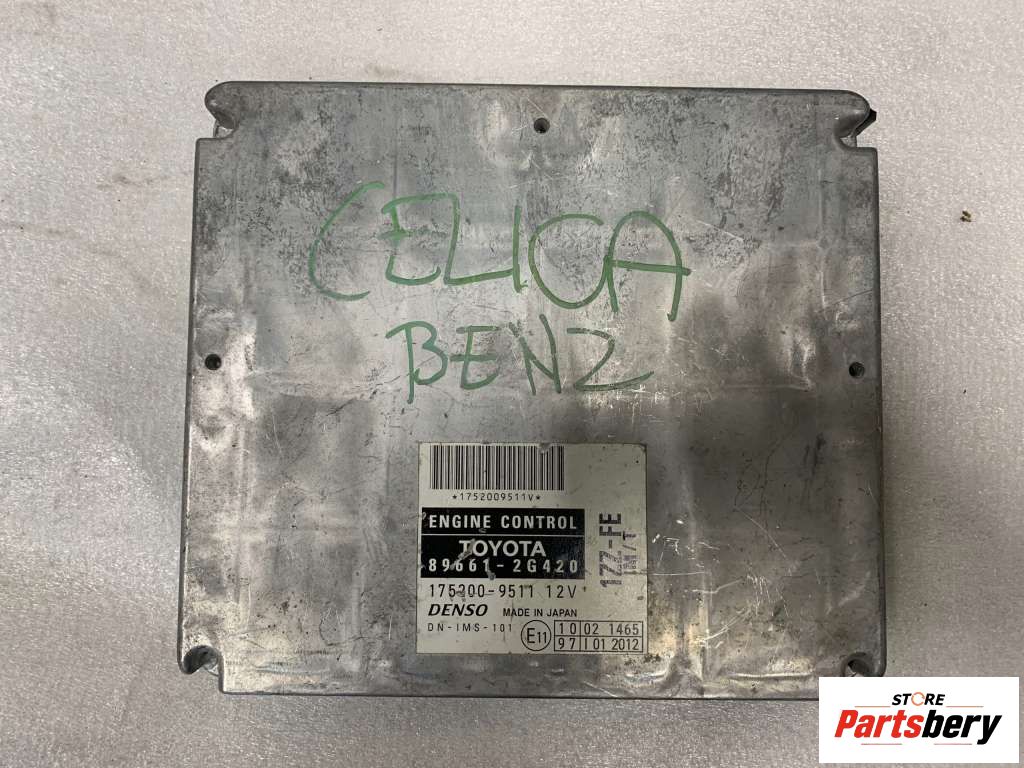 CELICA
BENZ
*1752009511V*
ENGINE CONTROL
TOYOTA
89661-2G420
175200-9511 12V
DENSO MADE IN JAPAN
DN-IMS-101
E11
10 02 1465
97 I 01 2012
1ZZ-FE
M/T
STORE
Partsbery